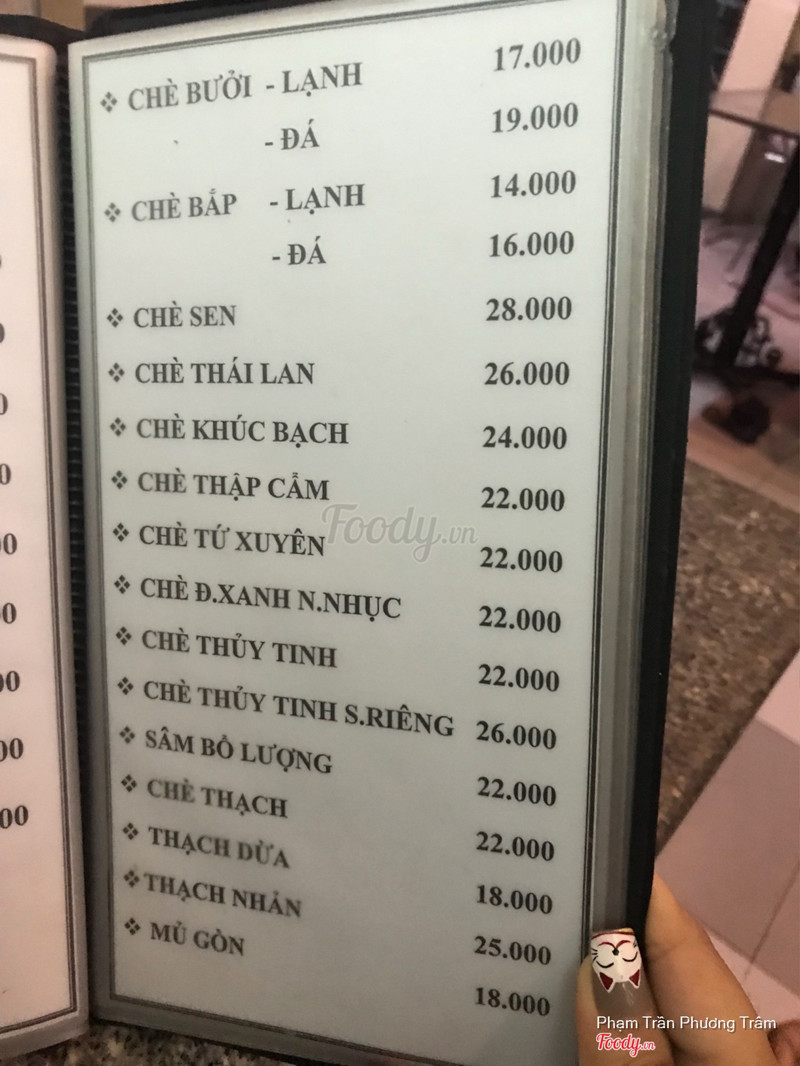 ❖ CHÈ BƯỞI - LẠNH 17.000
- ĐÁ 19.000
❖ CHÈ BẮP - LẠNH 14.000
- ĐÁ 16.000
❖ CHÈ SEN 28.000
❖ CHÈ THÁI LAN 26.000
❖ CHÈ KHÚC BẠCH 24.000
❖ CHÈ THẬP CẨM 22.000
❖ CHÈ TỨ XUYÊN 22.000
❖ CHÈ Đ.XANH N.NHỤC 22.000
❖ CHÈ THỦY TINH 22.000
❖ CHÈ THỦY TINH S.RIÊNG 26.000
❖ SÂM BỔ LƯỢNG 22.000
❖ CHÈ THẠCH 22.000
❖ THẠCH DỪA 18.000
❖ THẠCH NHẢN 25.000
❖ MỦ GÒN 18.000
Foody.vn
Phạm Trần Phương Trâm
Foody.vn